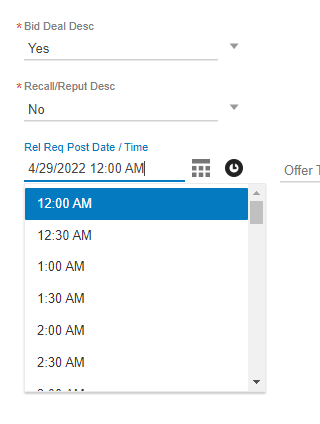 * Bid Deal Desc
Yes
* Recall/Reput Desc
No
Rel Req Post Date / Time
4/29/2022 12:00 AM
Offer
12:00 AM
12:30 AM
1:00 AM
1:30 AM
2:00 AM
2:30 AM